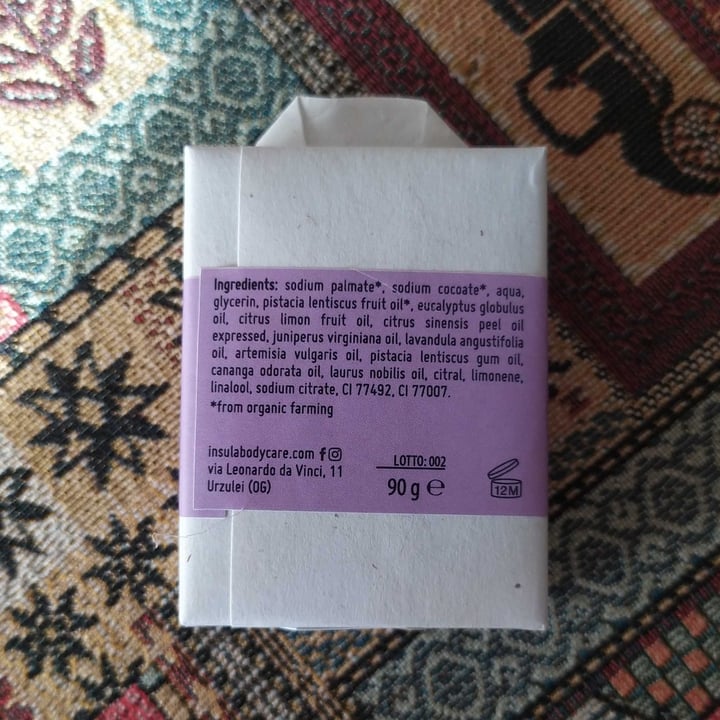 Ingredients: sodium palmate*, sodium cocoate*, aqua,
glycerin, pistacia lentiscus fruit oil*, eucalyptus globulus
oil, citrus limon fruit oil, citrus sinensis peel oil
expressed, juniperus virginiana oil, lavandula angustifolia
oil, artemisia vulgaris oil, pistacia lentiscus gum oil,
cananga odorata oil, laurus nobilis oil, citral, limonene,
linalool, sodium citrate, CI 77492, CI 77007.
*from organic farming
insulabodycare.com
via Leonardo da Vinci, 11
Urzulei (OG)
LOTTO: 002
90 g ℮
12M